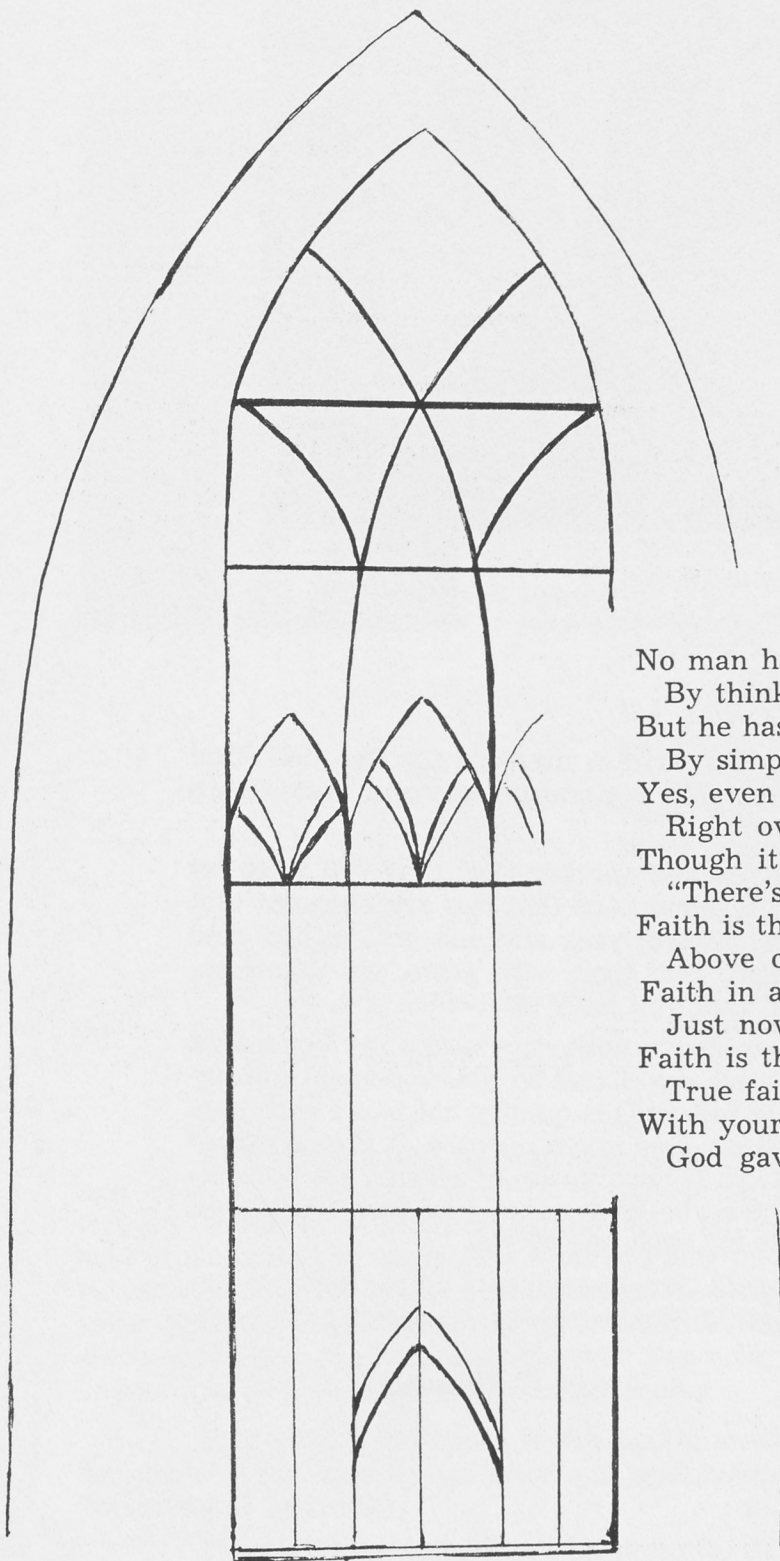 No man h
By think
But he has
By simp
Yes, even
Right ov
Though it
"There's
Faith is th
Above o
Faith in a
Just nov
Faith is th
True fai
With your
God gav